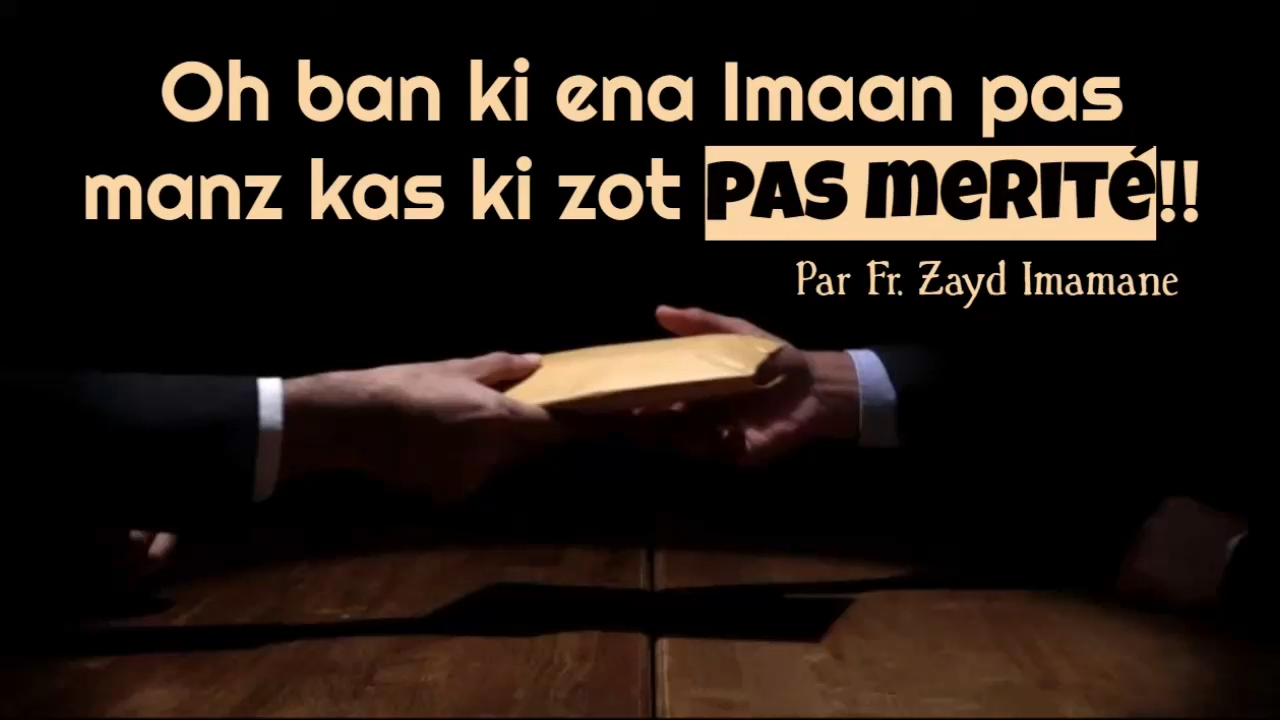 Oh ban ki ena Imaan pas
manz kas ki zot PAS MERITÉ!!
Par Fr. Zayd Imamane